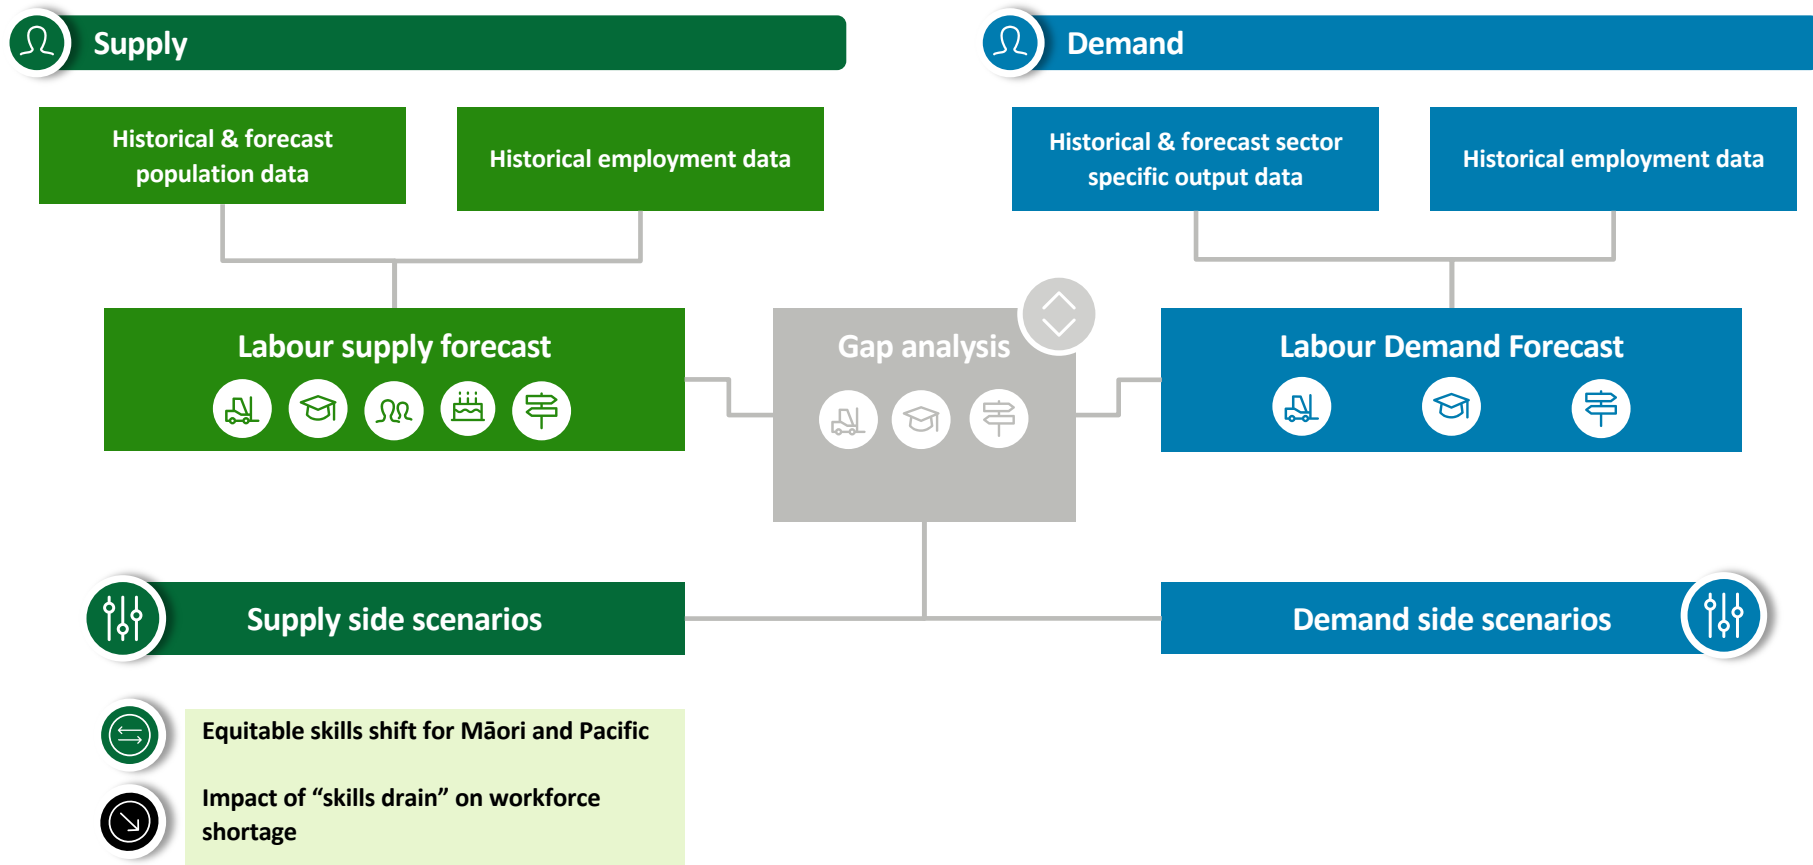 Supply
Demand
Historical & forecast
population data
Historical employment data
Historical & forecast sector
specific output data
Historical employment data
Labour supply forecast
Gap analysis
Labour Demand Forecast
Supply side scenarios
Demand side scenarios
Equitable skills shift for Māori and Pacific
Impact of “skills drain” on workforce
shortage